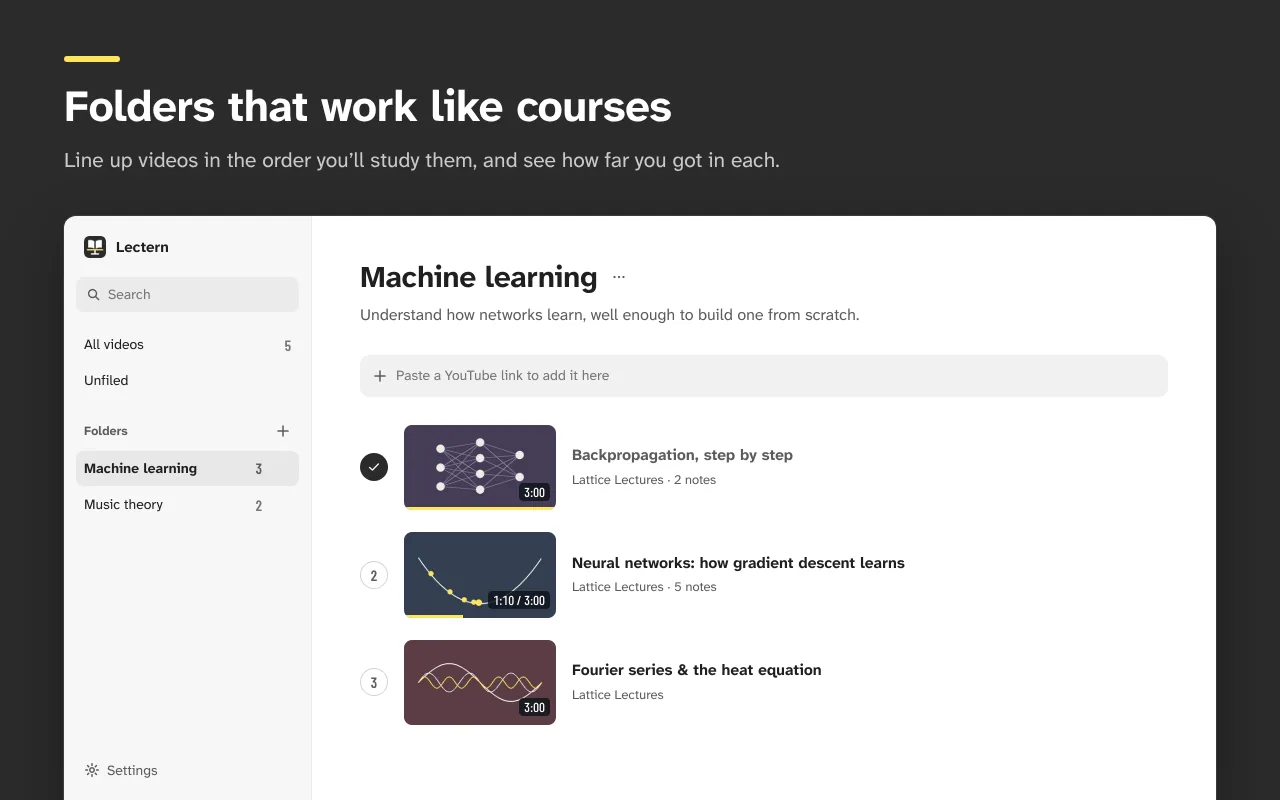 Folders that work like courses
Line up videos in the order you’ll study them, and see how far you got in each.
Lectern
Search
All videos 5
Unfiled
Folders
Machine learning 3
Music theory 2
Settings
Machine learning ...
Understand how networks learn, well enough to build one from scratch.
Paste a YouTube link to add it here
3:00
Backpropagation, step by step
Lattice Lectures · 2 notes
2
1:10 / 3:00
Neural networks: how gradient descent learns
Lattice Lectures · 5 notes
3
3:00
Fourier series & the heat equation
Lattice Lectures